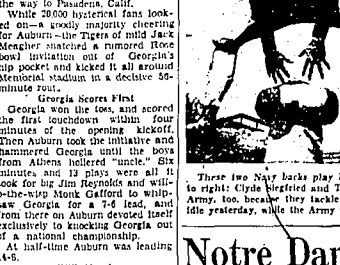 the way to Pasadena, Calif.
While 20,000 hysterical fans look-
ed on—a goodly majority cheering
for Auburn—the Tigers of mild Jack
Meagher snatched a rumored Rose
bowl invitation out of Georgia's
hip pocket and kicked it all around
Memorial stadium in a decisive 56-
minute rout.
Georgia Scores First
Georgia won the toss, and scored
the first touchdown within four
minutes of the opening kickoff.
Then Auburn took the initiative and
hammered Georgia until the boys
from Athens hollered "uncle." Six
minutes and 13 plays were all it
took for big Jim Reynolds and will-
o-the-wisp Monk Gafford to whip-
saw Georgia for a 7-6 lead, and
from there on Auburn devoted itself
exclusively to knocking Georgia out
of a national championship.
At half-time Auburn was leading
14-6.
These two Navy backs play
to right: Clyde Siegfried and
Army, too, because they tackle
idle yesterday, while the Army
Notre Dar